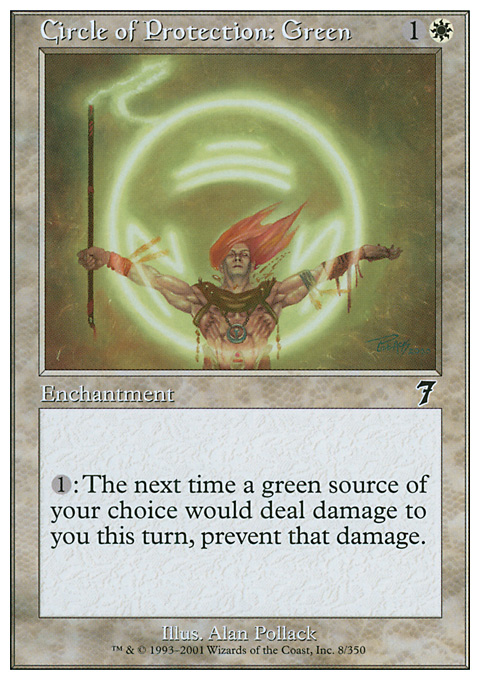 Circle of Protection: Green 1
Enchantment 7
1: The next time a green source of
your choice would deal damage to
you this turn, prevent that damage.
Illus. Alan Pollack
™ & © 1993–2001 Wizards of the Coast, Inc. 8/350